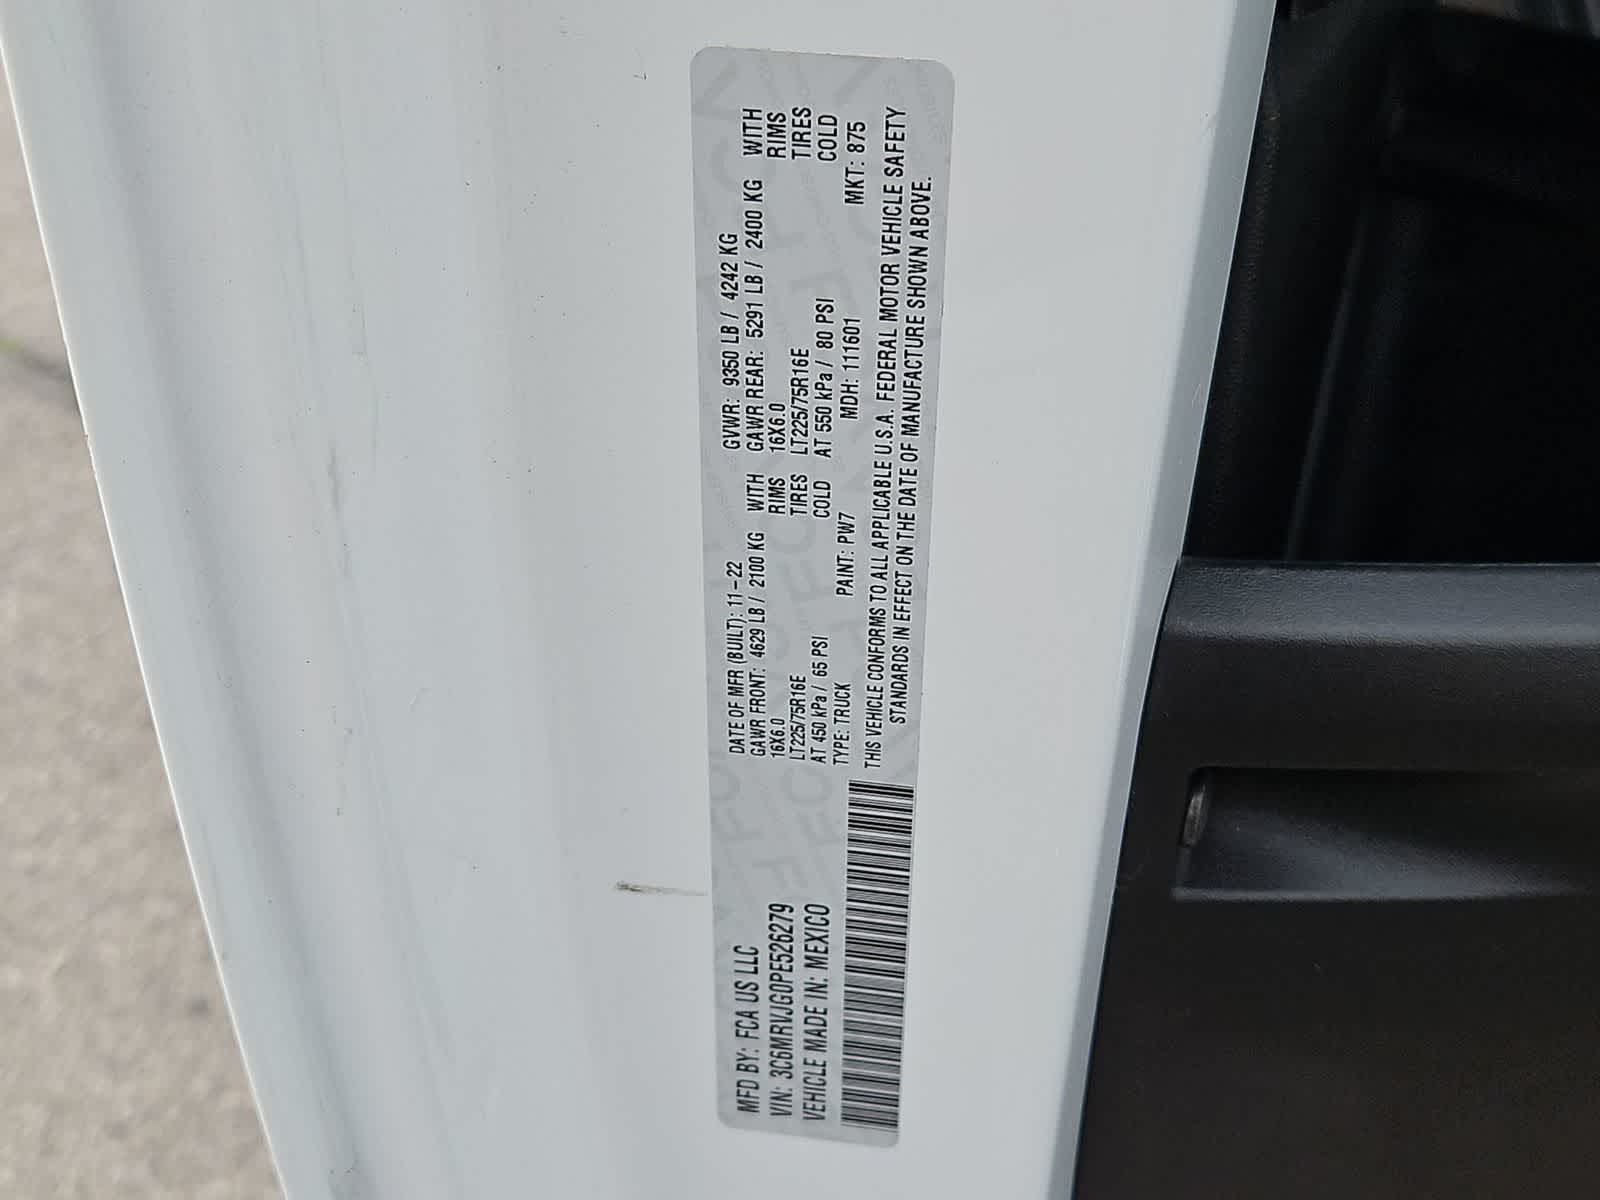 MFD BY: FCA US LLC
VIN: 3C6MRVJG0PE526279
VEHICLE MADE IN: MEXICO
DATE OF MFR (BUILT): 11-22 GVWR: 9350 LB / 4242 KG
GAWR FRONT: 4629 LB / 2100 KG WITH GAWR REAR: 5291 LB / 2400 KG WITH
16X6.0 RIMS 16X6.0 RIMS
LT225/75R16E TIRES LT225/75R16E TIRES
AT 450 kPa / 65 PSI COLD AT 550 kPa / 80 PSI COLD
TYPE: TRUCK PAINT: PW7 MDH: 111601 MKT: 875
THIS VEHICLE CONFORMS TO ALL APPLICABLE U.S.A. FEDERAL MOTOR VEHICLE SAFETY
STANDARDS IN EFFECT ON THE DATE OF MANUFACTURE SHOWN ABOVE.